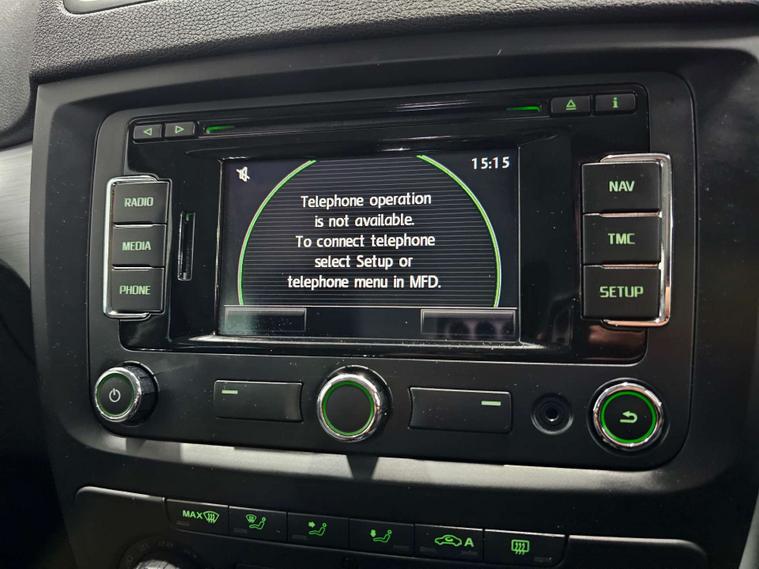 15:15
RADIO
MEDIA
PHONE
Telephone operation
is not available.
To connect telephone
select Setup or
telephone menu in MFD.
NAV
TMC
SETUP
MAX
A